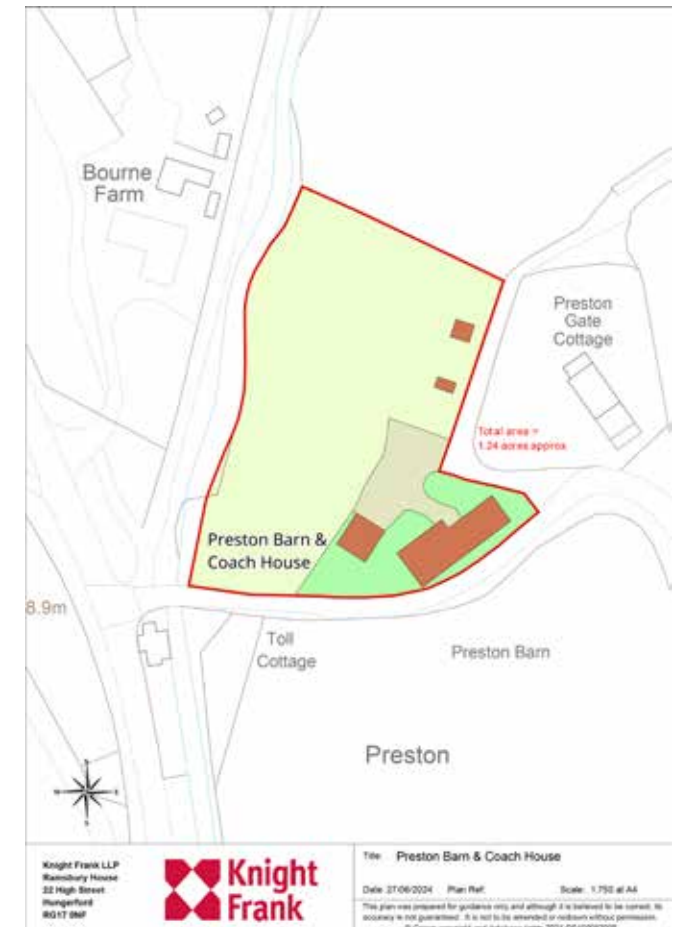 Bourne
Farm
Preston
Gate
Cottage
Total area =
1.24 acres approx.
Preston Barn &
Coach House
8.9m
Toll
Cottage
Preston Barn
Preston
N
W
E
S
Knight Frank LLP
Ramsbury House
22 High Street
Hungerford
RG17 0NF
Knight
Frank
Title: Preston Barn & Coach House
Date: 27/06/2024 Plan Ref: Scale: 1:750 at A4
This plan was prepared for guidance only and although it is believed to be correct, its
accuracy is not guaranteed. It is not to be amended or redrawn without permission.